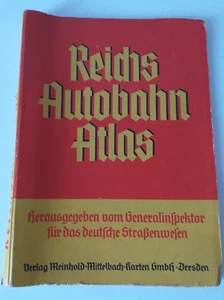 Reichs
Autobahn
Atlas
Herausgegeben vom Generalinſpektor
für das deutſche Straßenweſen
Verlag Meinhold-Mittelbach-Karten GmbH-Dresden